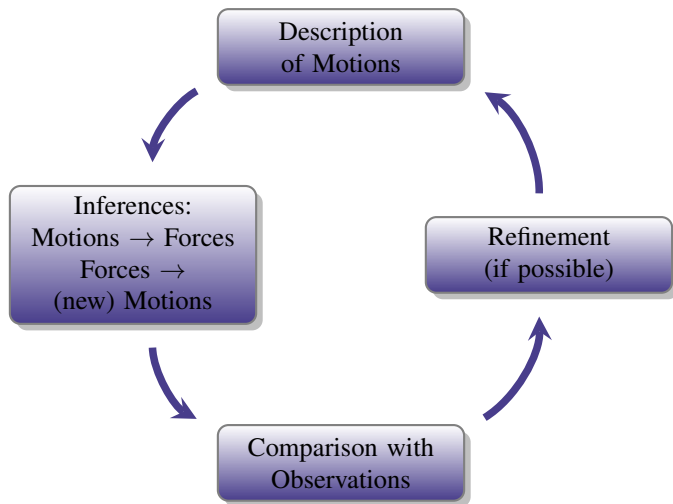 Description
of Motions
Inferences:
Motions → Forces
Forces →
(new) Motions
Refinement
(if possible)
Comparison with
Observations